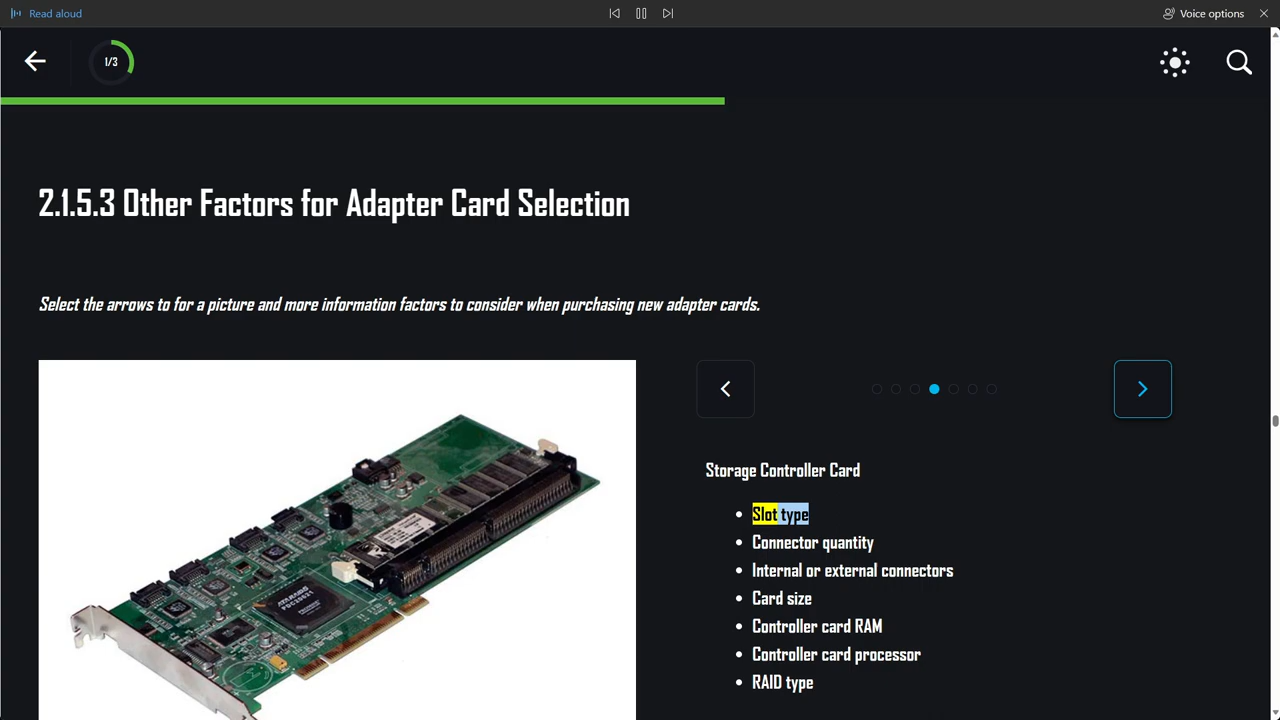 Read aloud
Voice options
1/3
2.1.5.3 Other Factors for Adapter Card Selection
Select the arrows to for a picture and more information factors to consider when purchasing new adapter cards.
Storage Controller Card
Slot type
Connector quantity
Internal or external connectors
Card size
Controller card RAM
Controller card processor
RAID type